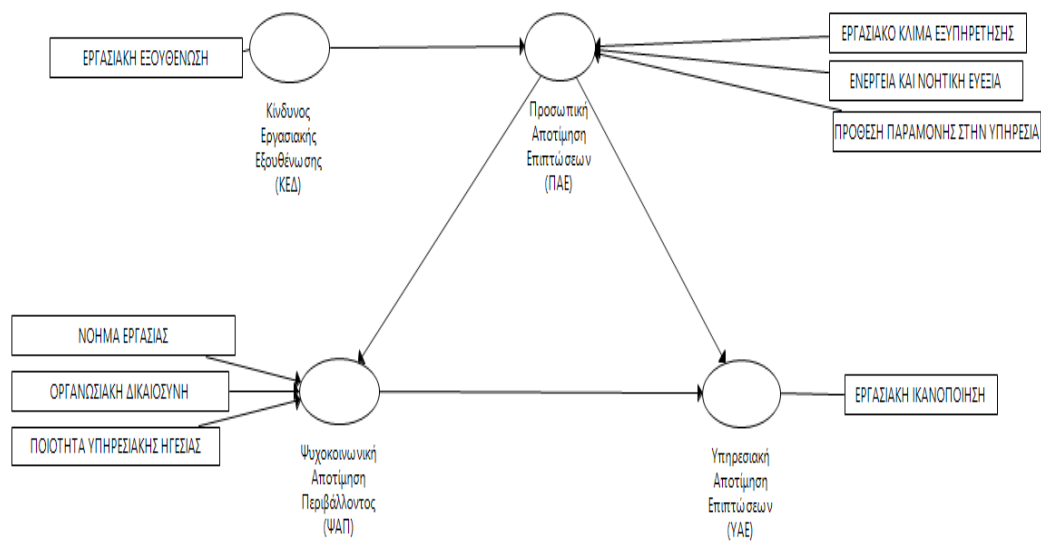 ΕΡΓΑΣΙΑΚΗ ΕΞΟΥΘΕΝΩΣΗ
Κίνδυνος
Εργασιακής
Εξουθένωσης
(ΚΕΔ)
Προσωπική
Αποτίμηση
Επιπτώσεων
(ΠΑΕ)
ΕΡΓΑΣΙΑΚΟ ΚΛΙΜΑ ΕΞΥΠΗΡΕΤΗΣΗΣ
ΕΝΕΡΓΕΙΑ ΚΑΙ ΝΟΗΤΙΚΗ ΕΥΕΞΙΑ
ΠΡΟΘΕΣΗ ΠΑΡΑΜΟΝΗΣ ΣΤΗΝ ΥΠΗΡΕΣΙΑ
ΝΟΗΜΑ ΕΡΓΑΣΙΑΣ
ΟΡΓΑΝΩΣΙΑΚΗ ΔΙΚΑΙΟΣΥΝΗ
ΠΟΙΟΤΗΤΑ ΥΠΗΡΕΣΙΑΚΗΣ ΗΓΕΣΙΑΣ
Ψυχοκοινωνική
Αποτίμηση
Περιβάλλοντος
(ΨΑΠ)
Υπηρεσιακή
Αποτίμηση
Επιπτώσεων
(ΥΑΕ)
ΕΡΓΑΣΙΑΚΗ ΙΚΑΝΟΠΟΙΗΣΗ